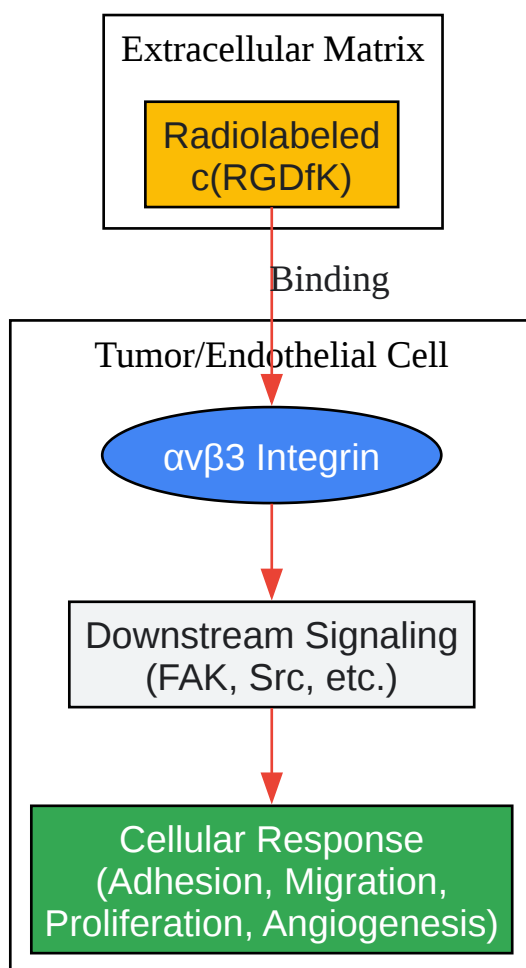 Extracellular Matrix
Radiolabeled
c(RGDfK)
Binding
Tumor/Endothelial Cell
αvβ3 Integrin
Downstream Signaling
(FAK, Src, etc.)
Cellular Response
(Adhesion, Migration,
Proliferation, Angiogenesis)